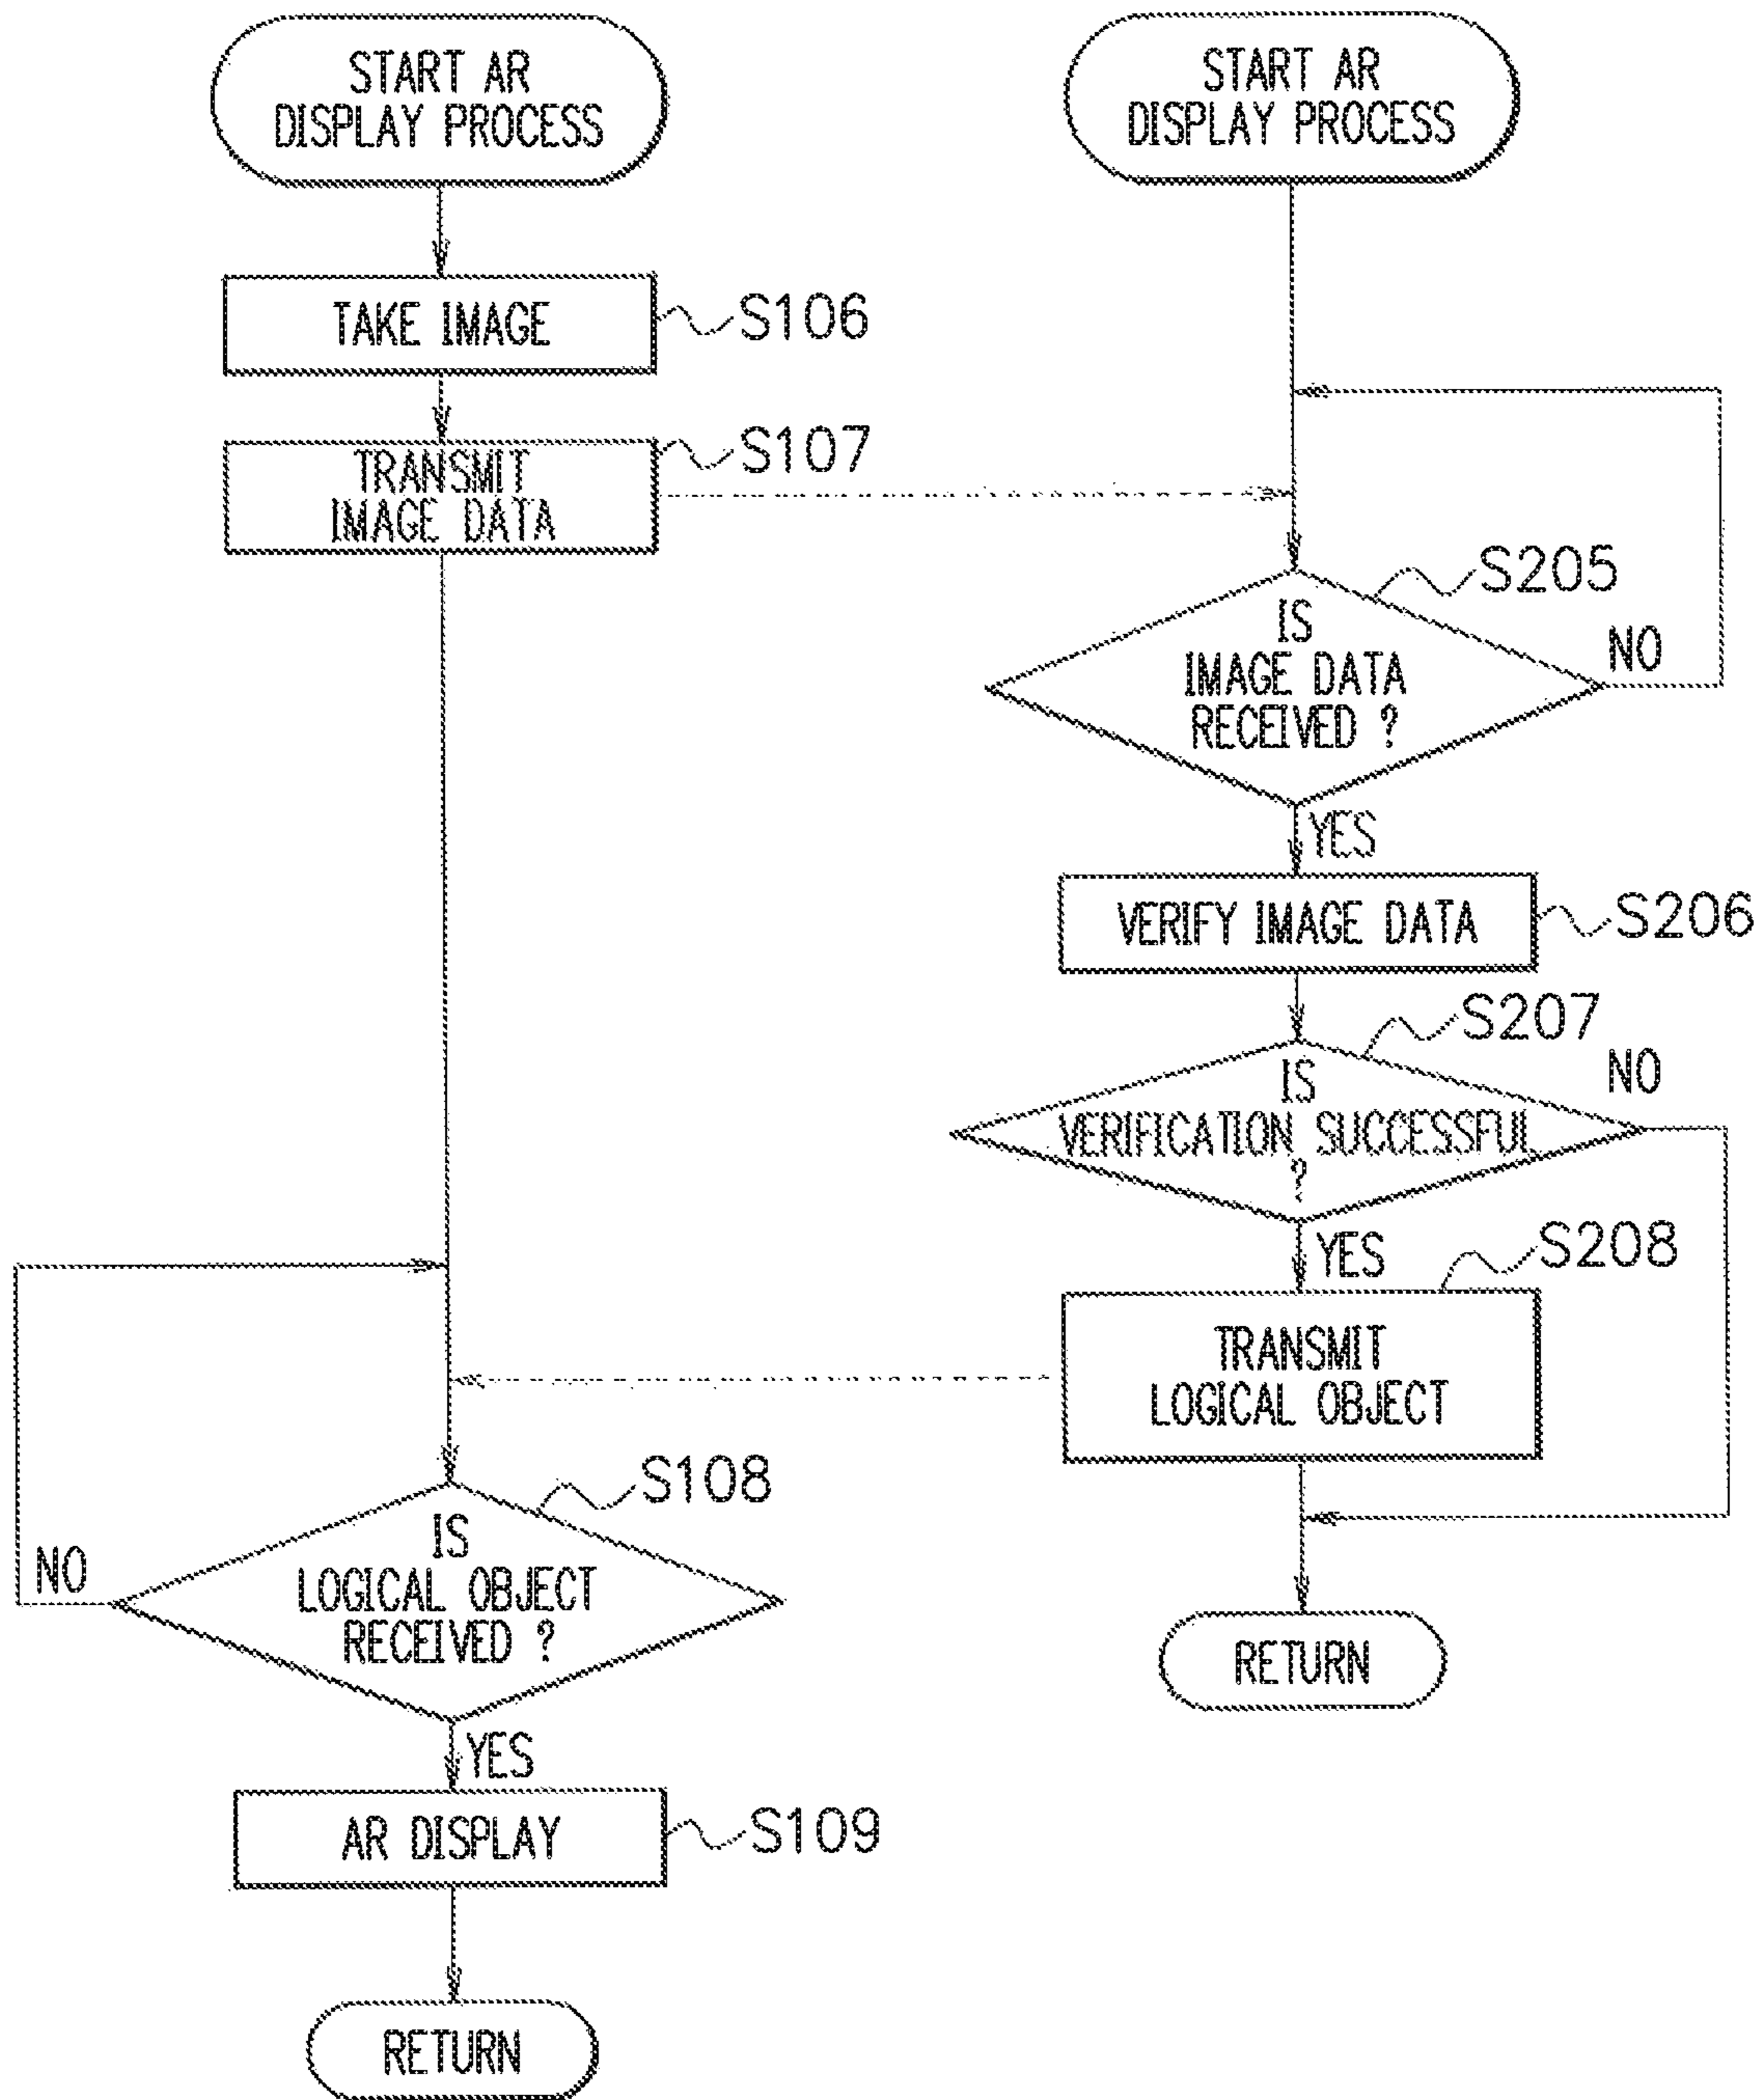 START AR
DISPLAY PROCESS
TAKE IMAGE
S106
TRANSMIT
IMAGE DATA
S107
IS
LOGICAL OBJECT
RECEIVED ?
S108
NO
YES
AR DISPLAY
S109
RETURN
START AR
DISPLAY PROCESS
IS
IMAGE DATA
RECEIVED ?
S205
NO
YES
VERIFY IMAGE DATA
S206
IS
VERIFICATION SUCCESSFUL
?
S207
NO
YES
TRANSMIT
LOGICAL OBJECT
S208
RETURN